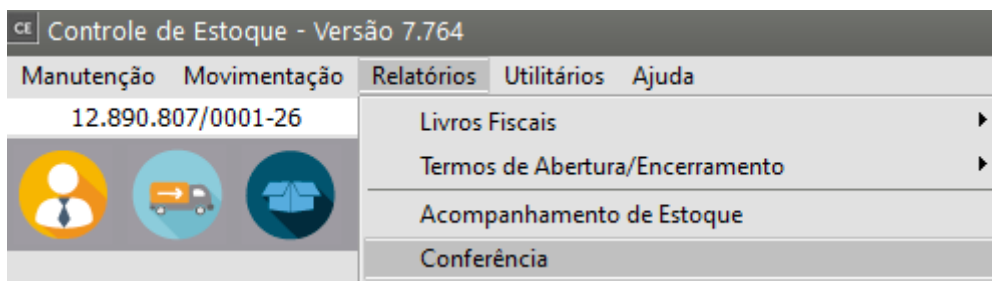 CE Controle de Estoque - Versão 7.764
Manutenção Movimentação Relatórios Utilitários Ajuda
12.890.807/0001-26
Livros Fiscais
Termos de Abertura/Encerramento
Acompanhamento de Estoque
Conferência